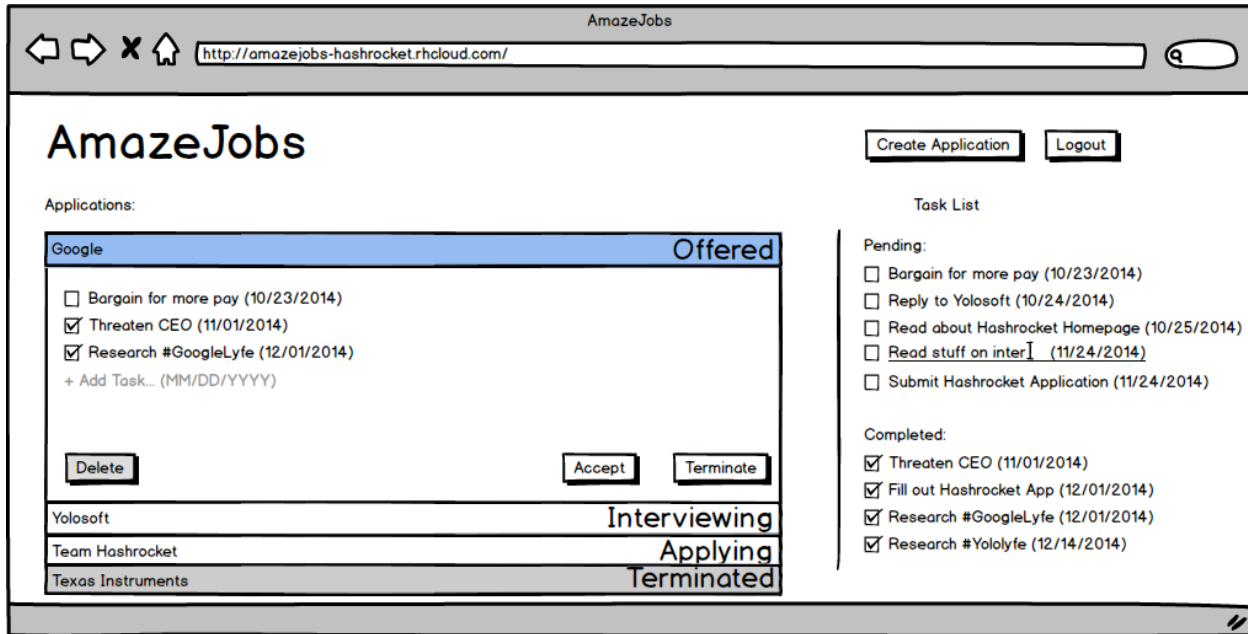 AmazeJobs
http://amazejobs-hashrocket.rhcloud.com/
AmazeJobs
Create Application
Logout
Applications:
Google Offered
Bargain for more pay (10/23/2014)
Threaten CEO (11/01/2014)
Research #GoogleLyfe (12/01/2014)
+ Add Task... (MM/DD/YYYY)
Delete
Accept
Terminate
Yolosoft Interviewing
Team Hashrocket Applying
Texas Instruments Terminated
Task List
Pending:
Bargain for more pay (10/23/2014)
Reply to Yolosoft (10/24/2014)
Read about Hashrocket Homepage (10/25/2014)
Read stuff on inter (11/24/2014)
Submit Hashrocket Application (11/24/2014)
Completed:
Threaten CEO (11/01/2014)
Fill out Hashrocket App (12/01/2014)
Research #GoogleLyfe (12/01/2014)
Research #Yololyfe (12/14/2014)